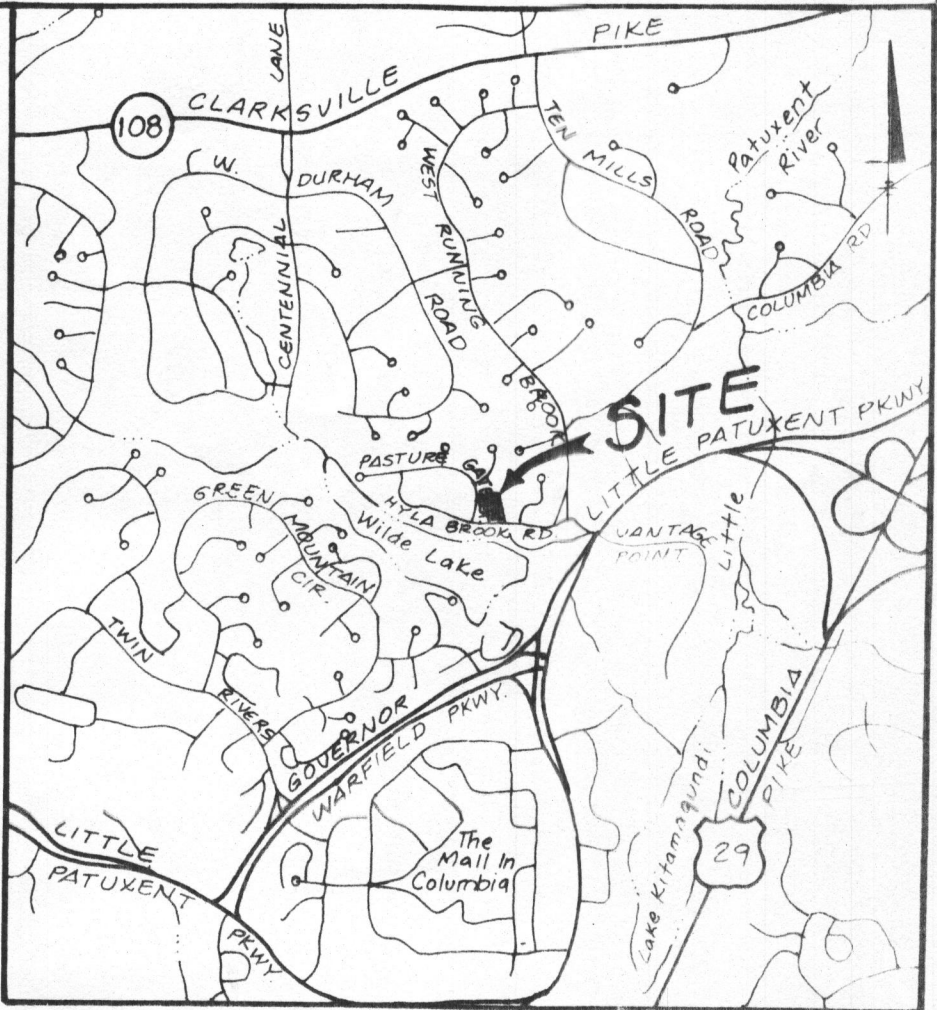 PIKE
LANE
CLARKSVILLE
108
W.
DURHAM
ROAD
WEST RUNNING
BROOK
TEN MILLS
ROAD
Patuxent
River
COLUMBIA RD
CENTENNIAL
SITE
LITTLE PATUXENT PKWY.
PASTURE
HYLA BROOK RD.
Wilde Lake
GREEN
MOUNTAIN
CIR.
VANTAGE
POINT
Little
TWIN
RIVERS
GOVERNOR
WARFIELD PKWY.
COLUMBIA
PIKE
29
Lake Kitamaqundi
The
Mall In
Columbia
LITTLE
PATUXENT
PKWY